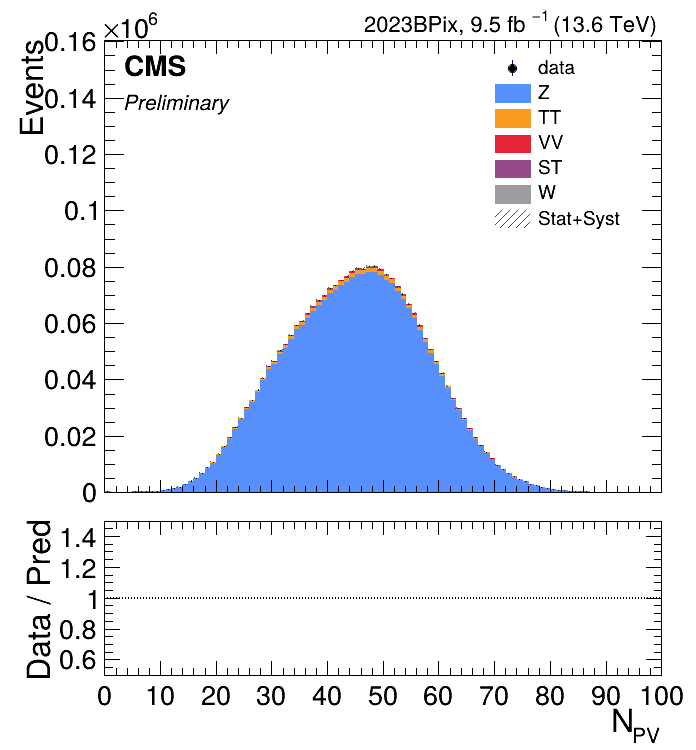 ×10⁶
2023BPix, 9.5 fb⁻¹ (13.6 TeV)
Events
0.16
0.14
0.12
0.1
0.08
0.06
0.04
0.02
0
CMS
Preliminary
data
Z
TT
VV
ST
W
Stat+Syst
Data / Pred
1.4
1.2
1
0.8
0.6
0 10 20 30 40 50 60 70 80 90 100
N_PV